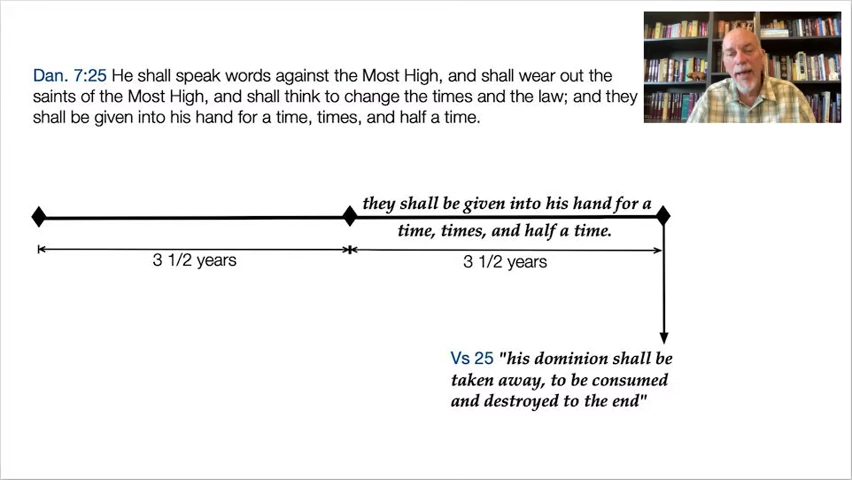 Dan. 7:25 He shall speak words against the Most High, and shall wear out the
saints of the Most High, and shall think to change the times and the law; and they
shall be given into his hand for a time, times, and half a time.
they shall be given into his hand for a
time, times, and half a time.
3 1/2 years
3 1/2 years
Vs 25 "his dominion shall be
taken away, to be consumed
and destroyed to the end"